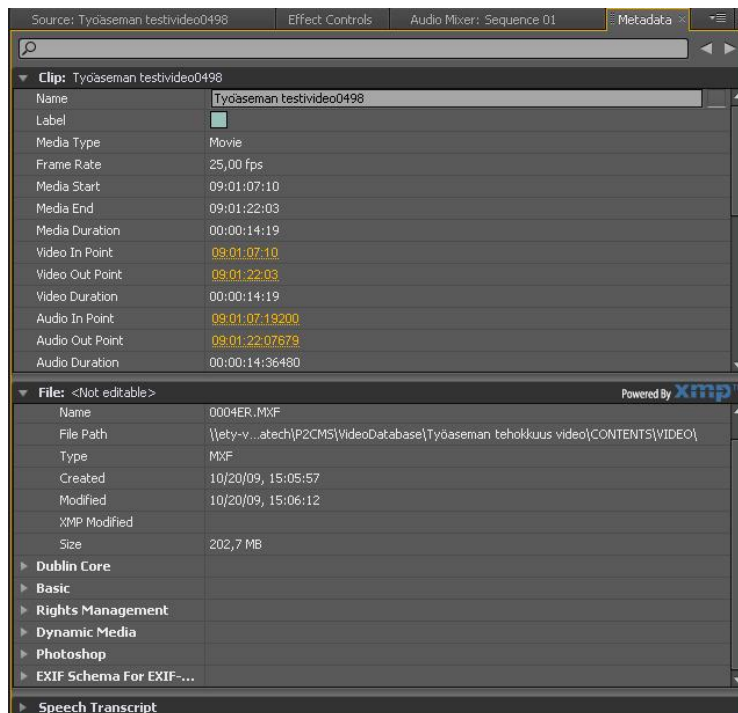 Source: Työaseman testivideo0498 Effect Controls Audio Mixer: Sequence 01 Metadata ×
Clip: Työaseman testivideo0498
Name Työaseman testivideo0498
Label
Media Type Movie
Frame Rate 25,00 fps
Media Start 09:01:07:10
Media End 09:01:22:03
Media Duration 00:00:14:19
Video In Point 09:01:07:10
Video Out Point 09:01:22:03
Video Duration 00:00:14:19
Audio In Point 09:01:07:19200
Audio Out Point 09:01:22:07679
Audio Duration 00:00:14:36480
File: <Not editable> Powered By xmp
Name 0004ER.MXF
File Path \\ety-v...atech\P2CMS\VideoDatabase\Työaseman tehokkuus video\CONTENTS\VIDEO\
Type MXF
Created 10/20/09, 15:05:57
Modified 10/20/09, 15:06:12
XMP Modified
Size 202,7 MB
Dublin Core
Basic
Rights Management
Dynamic Media
Photoshop
EXIF Schema For EXIF-...
Speech Transcript